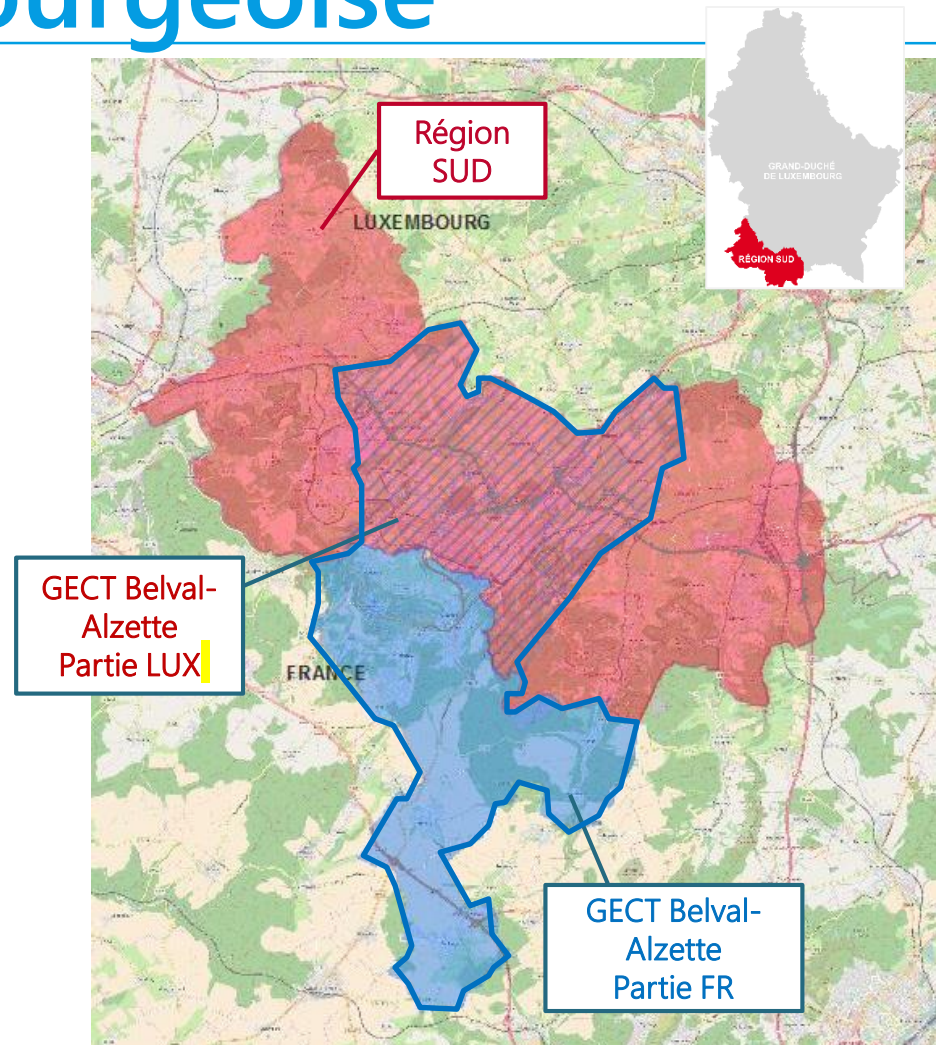 ourgeoise
GRAND-DUCHÉ
DE LUXEMBOURG
RÉGION SUD
Région
SUD
LUXEMBOURG
GECT Belval-
Alzette
Partie LUX
FRANCE
GECT Belval-
Alzette
Partie FR